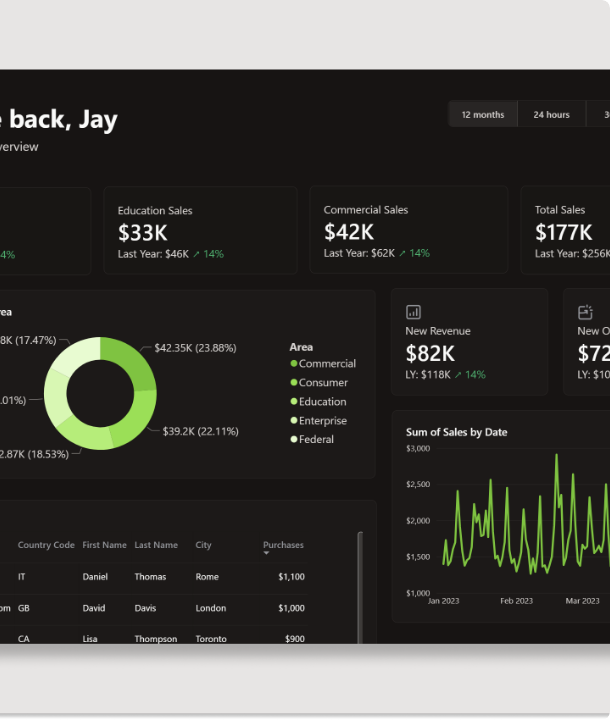 e back, Jay
verview
12 months
24 hours
3
4%
Education Sales
$33K
Last Year: $46K ↗ 14%
Commercial Sales
$42K
Last Year: $62K ↗ 14%
Total Sales
$177K
Last Year: $256K
rea
8K (17.47%)
$42.35K (23.88%)
.01%)
$39.2K (22.11%)
2.87K (18.53%)
Area
Commercial
Consumer
Education
Enterprise
Federal
New Revenue
$82K
LY: $118K ↗ 14%
New O
$72
LY: $10
Sum of Sales by Date
$3,000
$2,500
$2,000
$1,500
$1,000
Jan 2023 Feb 2023 Mar 2023
Country Code First Name Last Name City Purchases
IT Daniel Thomas Rome $1,100
om GB David Davis London $1,000
CA Lisa Thompson Toronto $900